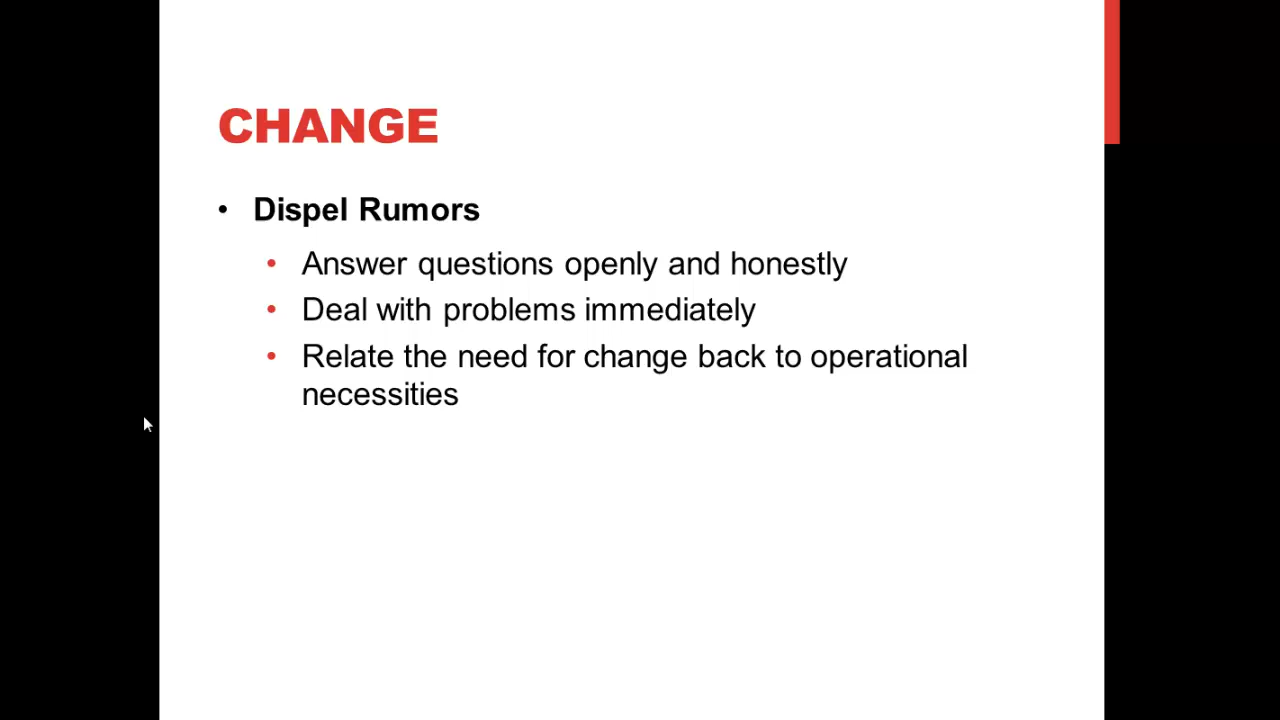 CHANGE
• Dispel Rumors
• Answer questions openly and honestly
• Deal with problems immediately
• Relate the need for change back to operational
necessities